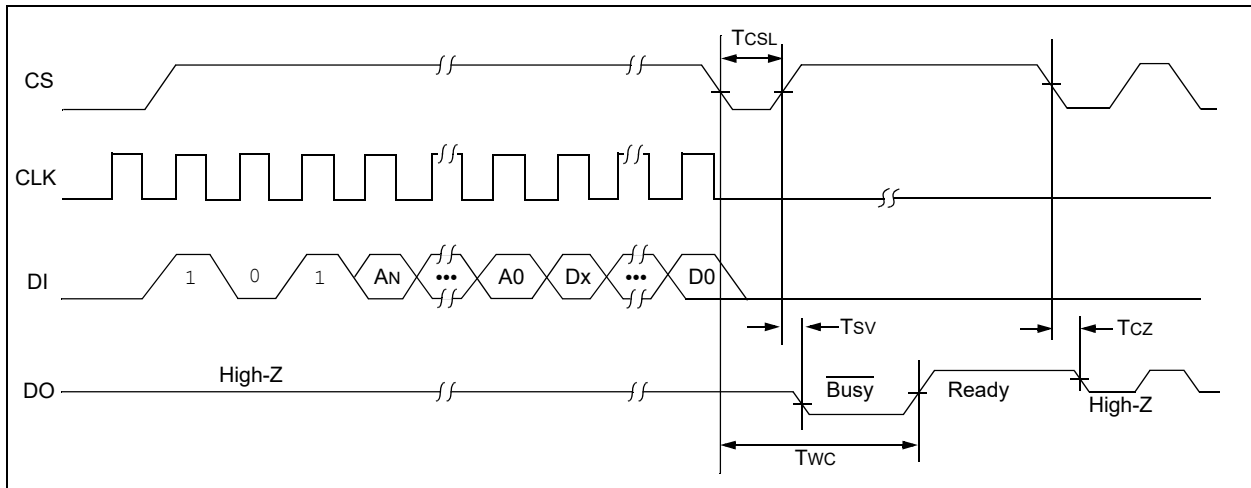 TCSL
CS
CLK
DI
1 0 1 AN ••• A0 Dx ••• D0
TSV
TCZ
DO
High-Z
Busy
Ready
High-Z
TWC